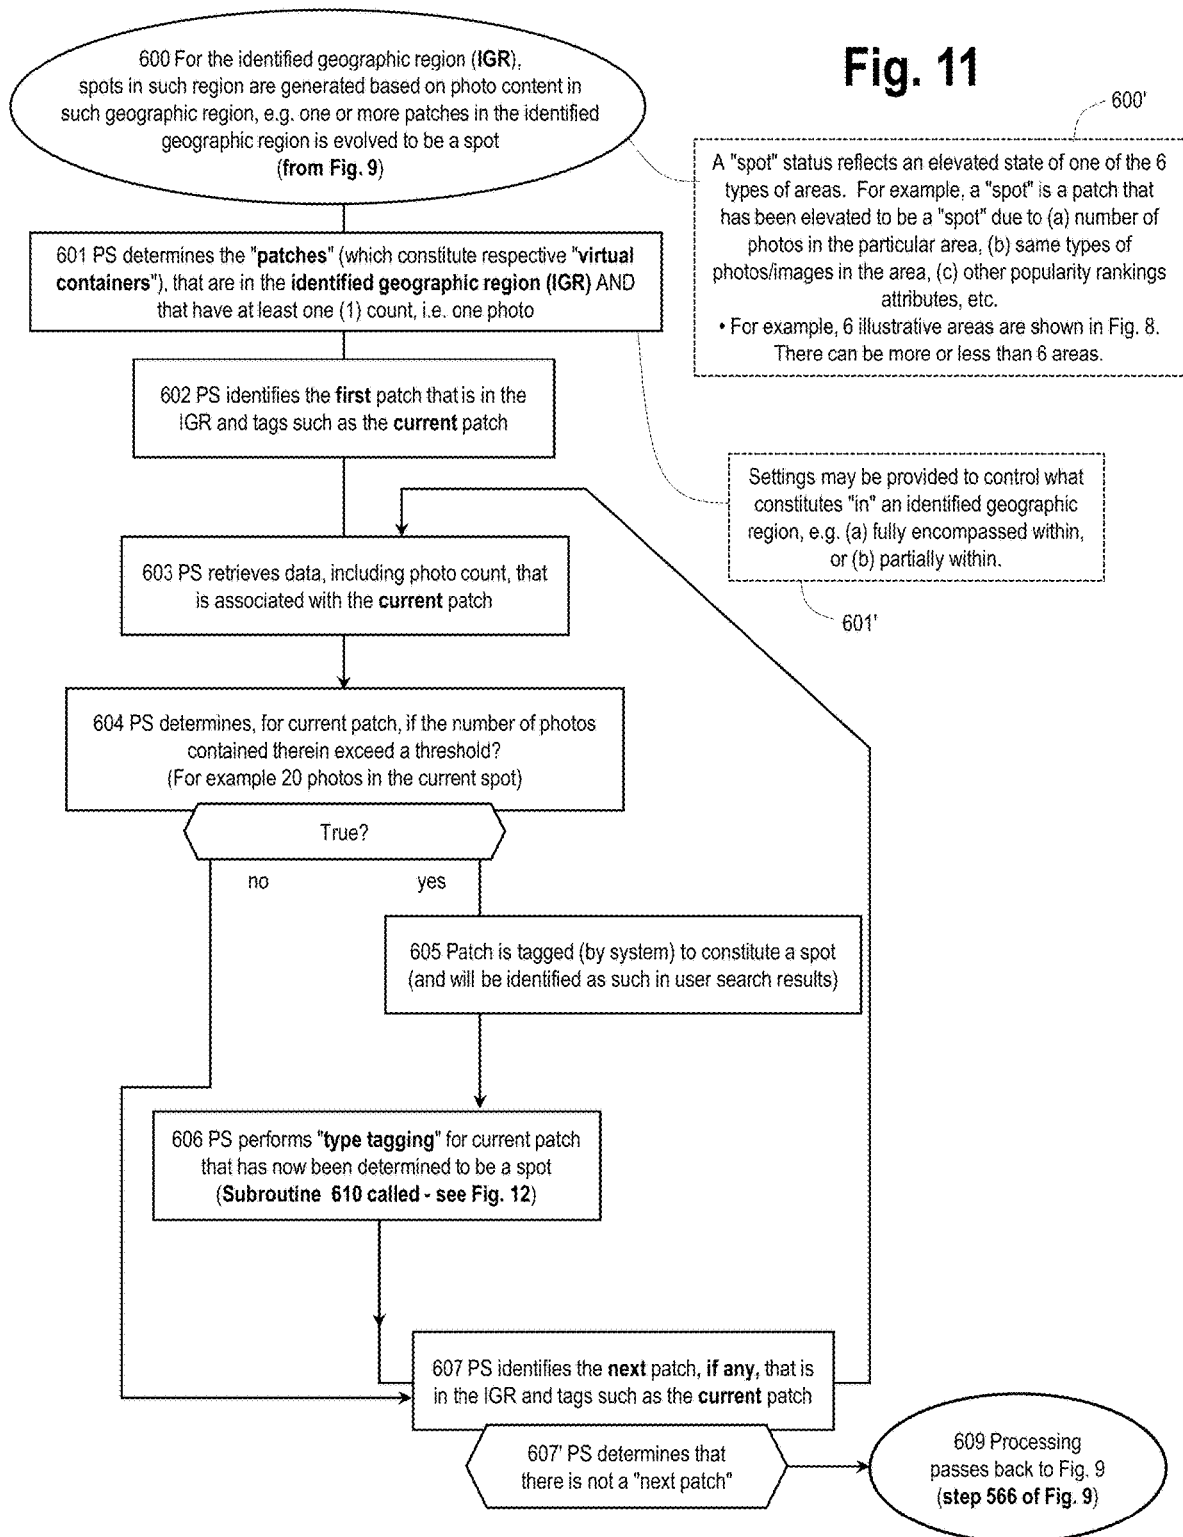 Fig. 11
600 For the identified geographic region (IGR),
spots in such region are generated based on photo content in
such geographic region, e.g. one or more patches in the identified
geographic region is evolved to be a spot
(from Fig. 9)
600'
A "spot" status reflects an elevated state of one of the 6
types of areas. For example, a "spot" is a patch that
has been elevated to be a "spot" due to (a) number of
photos in the particular area, (b) same types of
photos/images in the area, (c) other popularity rankings
attributes, etc.
• For example, 6 illustrative areas are shown in Fig. 8.
There can be more or less than 6 areas.
601 PS determines the "patches" (which constitute respective "virtual
containers"), that are in the identified geographic region (IGR) AND
that have at least one (1) count, i.e. one photo
602 PS identifies the first patch that is in the
IGR and tags such as the current patch
Settings may be provided to control what
constitutes "in" an identified geographic
region, e.g. (a) fully encompassed within,
or (b) partially within.
601'
603 PS retrieves data, including photo count, that
is associated with the current patch
604 PS determines, for current patch, if the number of photos
contained therein exceed a threshold?
(For example 20 photos in the current spot)
True?
no
yes
605 Patch is tagged (by system) to constitute a spot
(and will be identified as such in user search results)
606 PS performs "type tagging" for current patch
that has now been determined to be a spot
(Subroutine 610 called - see Fig. 12)
607 PS identifies the next patch, if any, that is
in the IGR and tags such as the current patch
607' PS determines that
there is not a "next patch"
609 Processing
passes back to Fig. 9
(step 566 of Fig. 9)